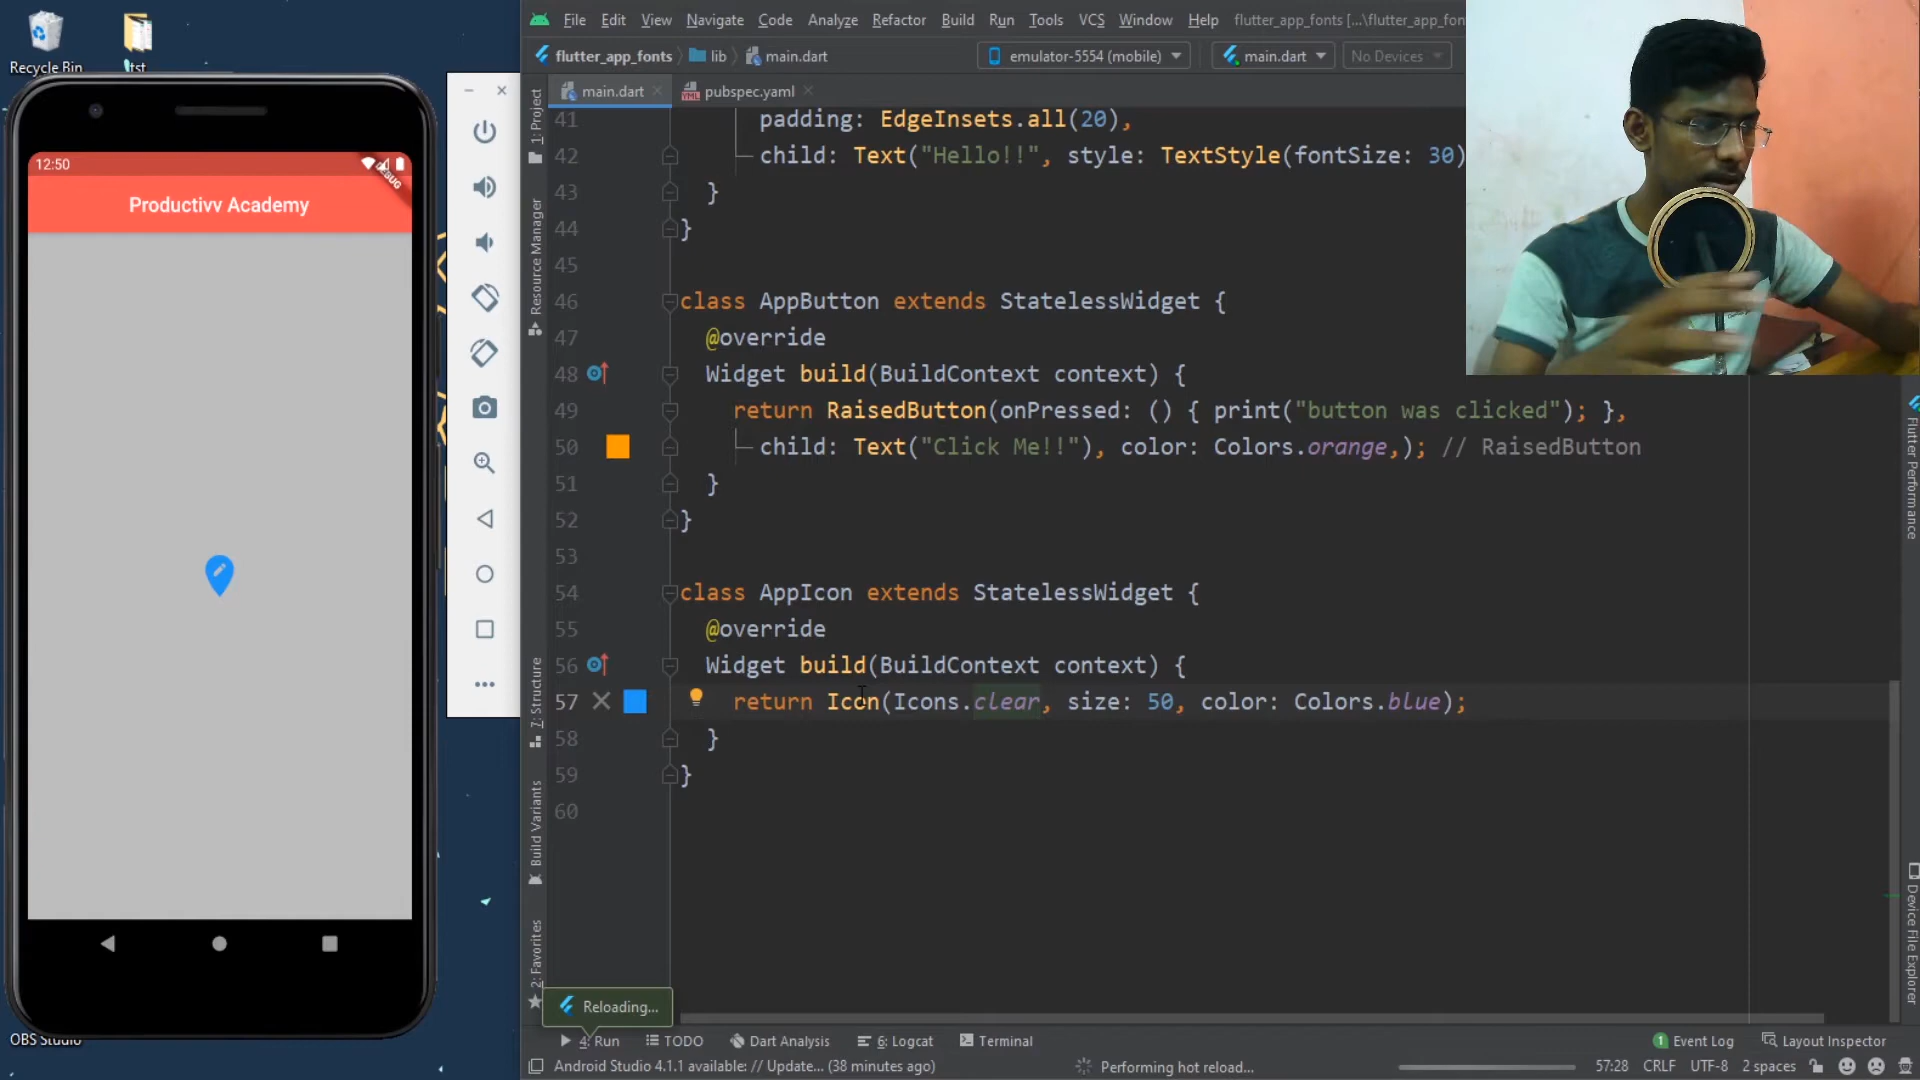 Recycle Bin
tst
12:50
DEBUG
Productivv Academy
OBS Studio
File Edit View Navigate Code Analyze Refactor Build Run Tools VCS Window Help flutter_app_fonts [...\flutter_app_fon
flutter_app_fonts lib main.dart emulator-5554 (mobile) main.dart No Devices
main.dart pubspec.yaml
1: Project
Resource Manager
7: Structure
Build Variants
2: Favorites
41 padding: EdgeInsets.all(20),
42 child: Text("Hello!!", style: TextStyle(fontSize: 30)
43 }
44 }
45
46 class AppButton extends StatelessWidget {
47 @override
48 Widget build(BuildContext context) {
49 return RaisedButton(onPressed: () { print("button was clicked"); },
50 child: Text("Click Me!!"), color: Colors.orange,); // RaisedButton
51 }
52 }
53
54 class AppIcon extends StatelessWidget {
55 @override
56 Widget build(BuildContext context) {
57 return Icon(Icons.clear, size: 50, color: Colors.blue);
58 }
59 }
60
Flutter Performance
Device File Explorer
Reloading...
4: Run TODO Dart Analysis 6: Logcat Terminal 1 Event Log Layout Inspector
Android Studio 4.1.1 available: // Update... (38 minutes ago) Performing hot reload... 57:28 CRLF UTF-8 2 spaces